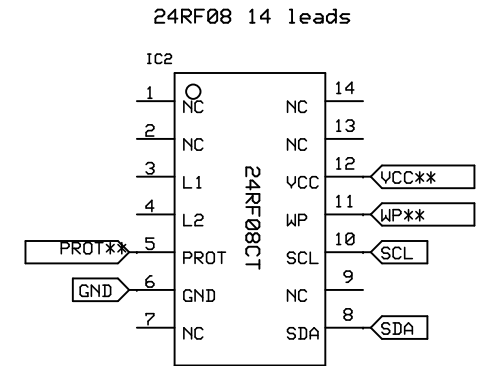 24RF08 14 leads
IC2
1 NC NC 14
2 NC NC 13
3 L1 VCC 12 VCC**
4 L2 WP 11 WP**
PROT** 5 PROT SCL 10 SCL
GND 6 GND NC 9
7 NC SDA 8 SDA
24RF08CT